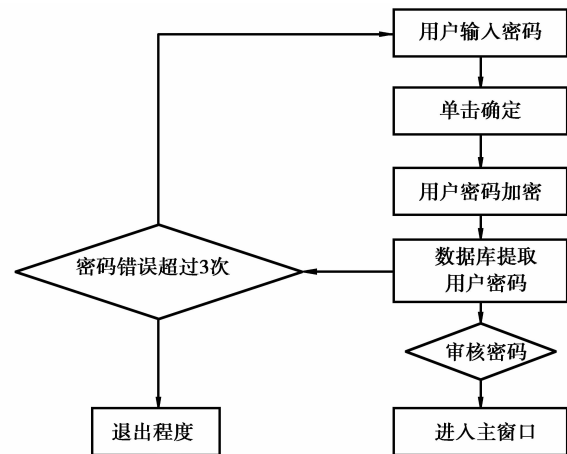 用户输入密码
单击确定
用户密码加密
数据库提取
用户密码
密码错误超过3次
审核密码
退出程度
进入主窗口